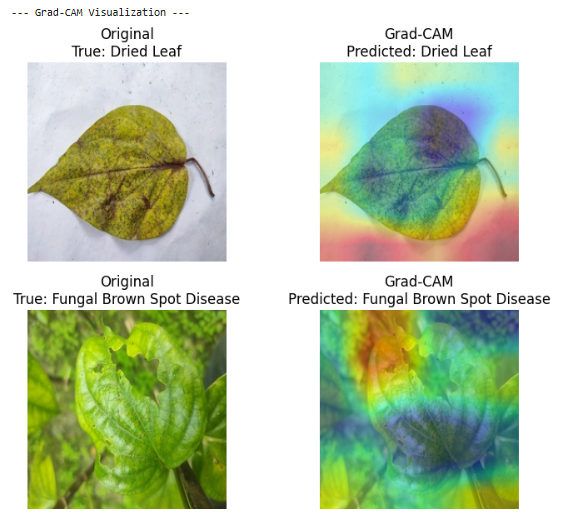 --- Grad-CAM Visualization ---
Original
True: Dried Leaf
Grad-CAM
Predicted: Dried Leaf
Original
True: Fungal Brown Spot Disease
Grad-CAM
Predicted: Fungal Brown Spot Disease